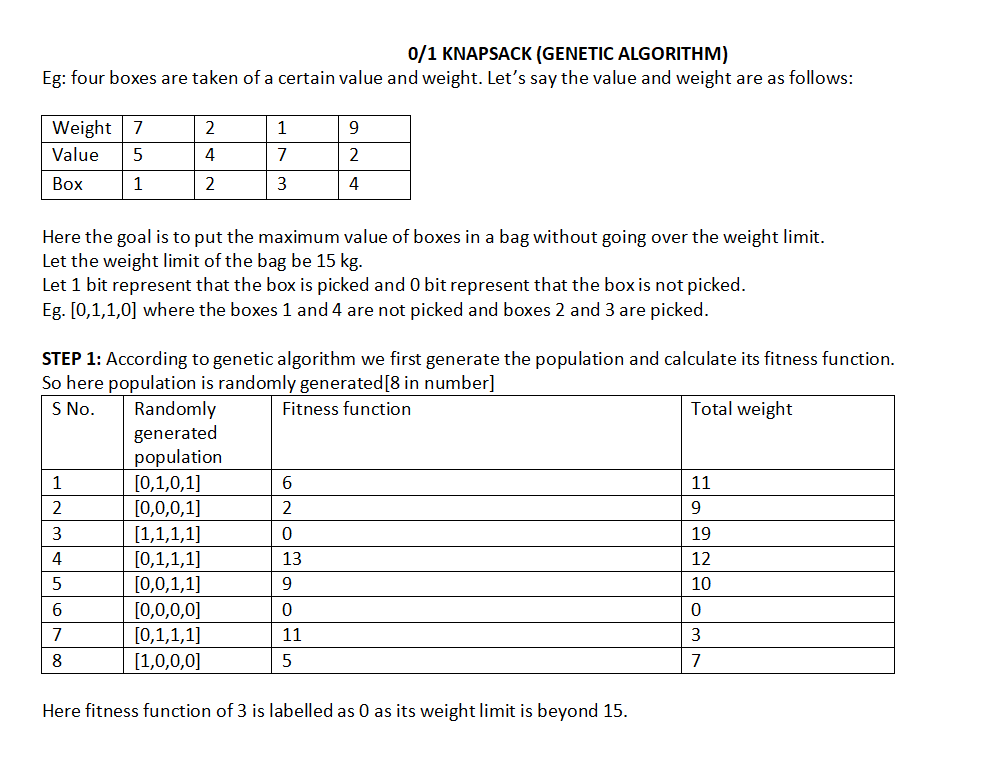 0/1 KNAPSACK (GENETIC ALGORITHM)
Eg: four boxes are taken of a certain value and weight. Let’s say the value and weight are as follows:
Weight 7 2 1 9
Value 5 4 7 2
Box 1 2 3 4
Here the goal is to put the maximum value of boxes in a bag without going over the weight limit.
Let the weight limit of the bag be 15 kg.
Let 1 bit represent that the box is picked and 0 bit represent that the box is not picked.
Eg. [0,1,1,0] where the boxes 1 and 4 are not picked and boxes 2 and 3 are picked.
STEP 1: According to genetic algorithm we first generate the population and calculate its fitness function.
So here population is randomly generated[8 in number]
S No. Randomly Fitness function Total weight
generated
population
1 [0,1,0,1] 6 11
2 [0,0,0,1] 2 9
3 [1,1,1,1] 0 19
4 [0,1,1,1] 13 12
5 [0,0,1,1] 9 10
6 [0,0,0,0] 0 0
7 [0,1,1,1] 11 3
8 [1,0,0,0] 5 7
Here fitness function of 3 is labelled as 0 as its weight limit is beyond 15.